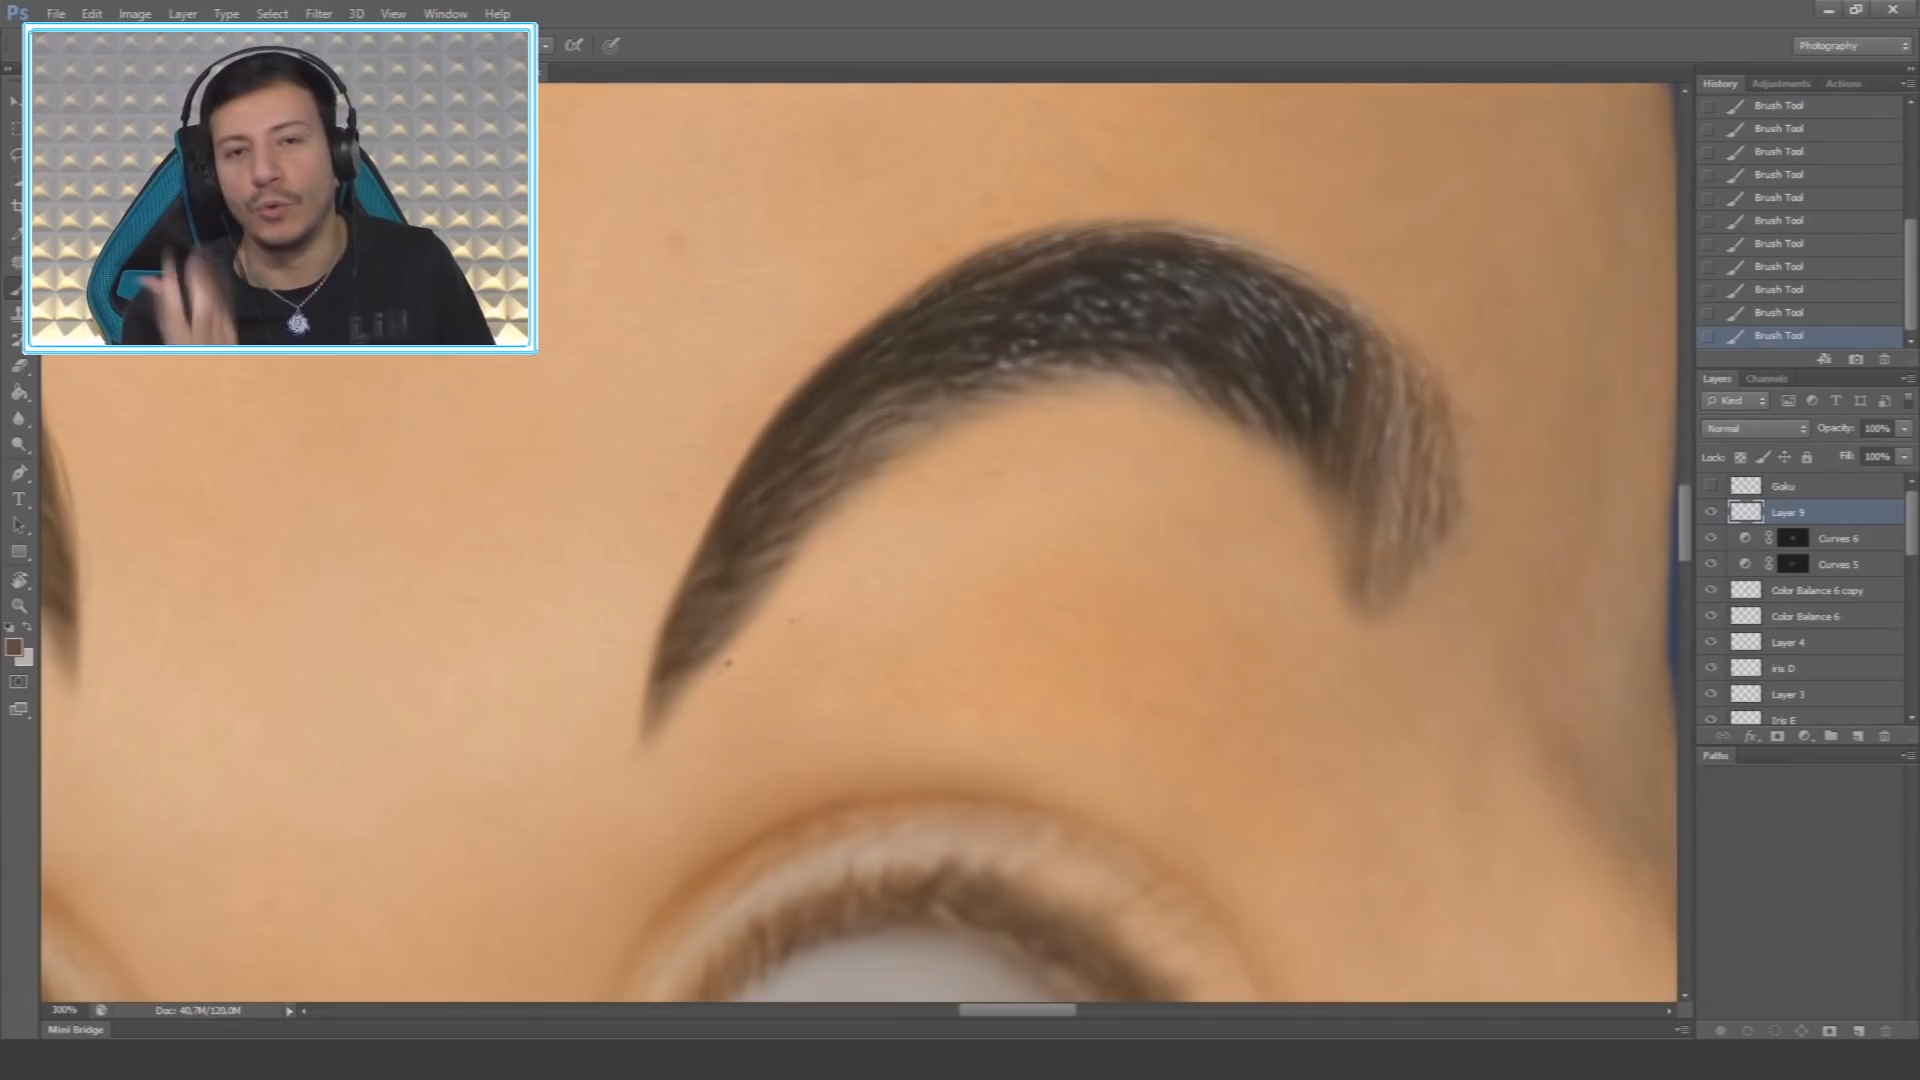 Ps File Edit Image Layer Type Select Filter 3D View Window Help
Photography
History Adjustments Actions
Brush Tool
Brush Tool
Brush Tool
Brush Tool
Brush Tool
Brush Tool
Brush Tool
Brush Tool
Brush Tool
Brush Tool
Brush Tool
Layers Channels
Kind
Normal Opacity: 100%
Lock: Fill: 100%
Goku
Layer 9
Curves 6
Curves 5
Color Balance 6 copy
Color Balance 6
Layer 4
iris D
Layer 3
Iris E
Paths
300% Doc: 40,7M/120,0M
Mini Bridge